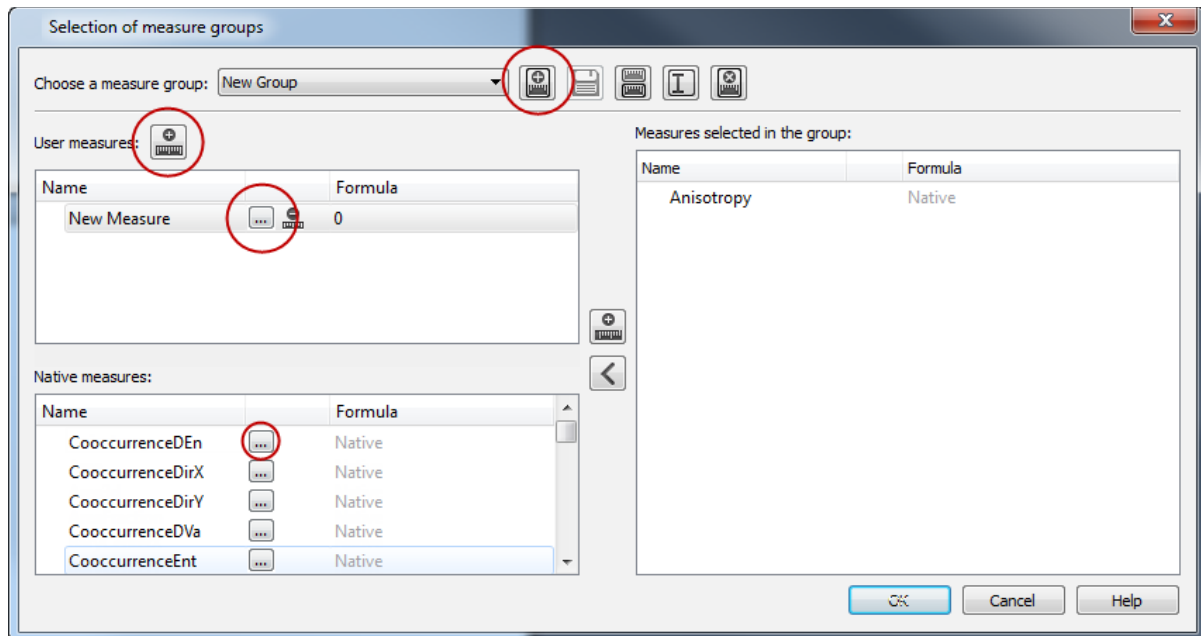 Selection of measure groups
x
Choose a measure group: New Group
User measures:
Name Formula
New Measure ... 0
Native measures:
Name Formula
CooccurrenceDEn ... Native
CooccurrenceDirX ... Native
CooccurrenceDirY ... Native
CooccurrenceDVa ... Native
CooccurrenceEnt ... Native
Measures selected in the group:
Name Formula
Anisotropy Native
OK Cancel Help